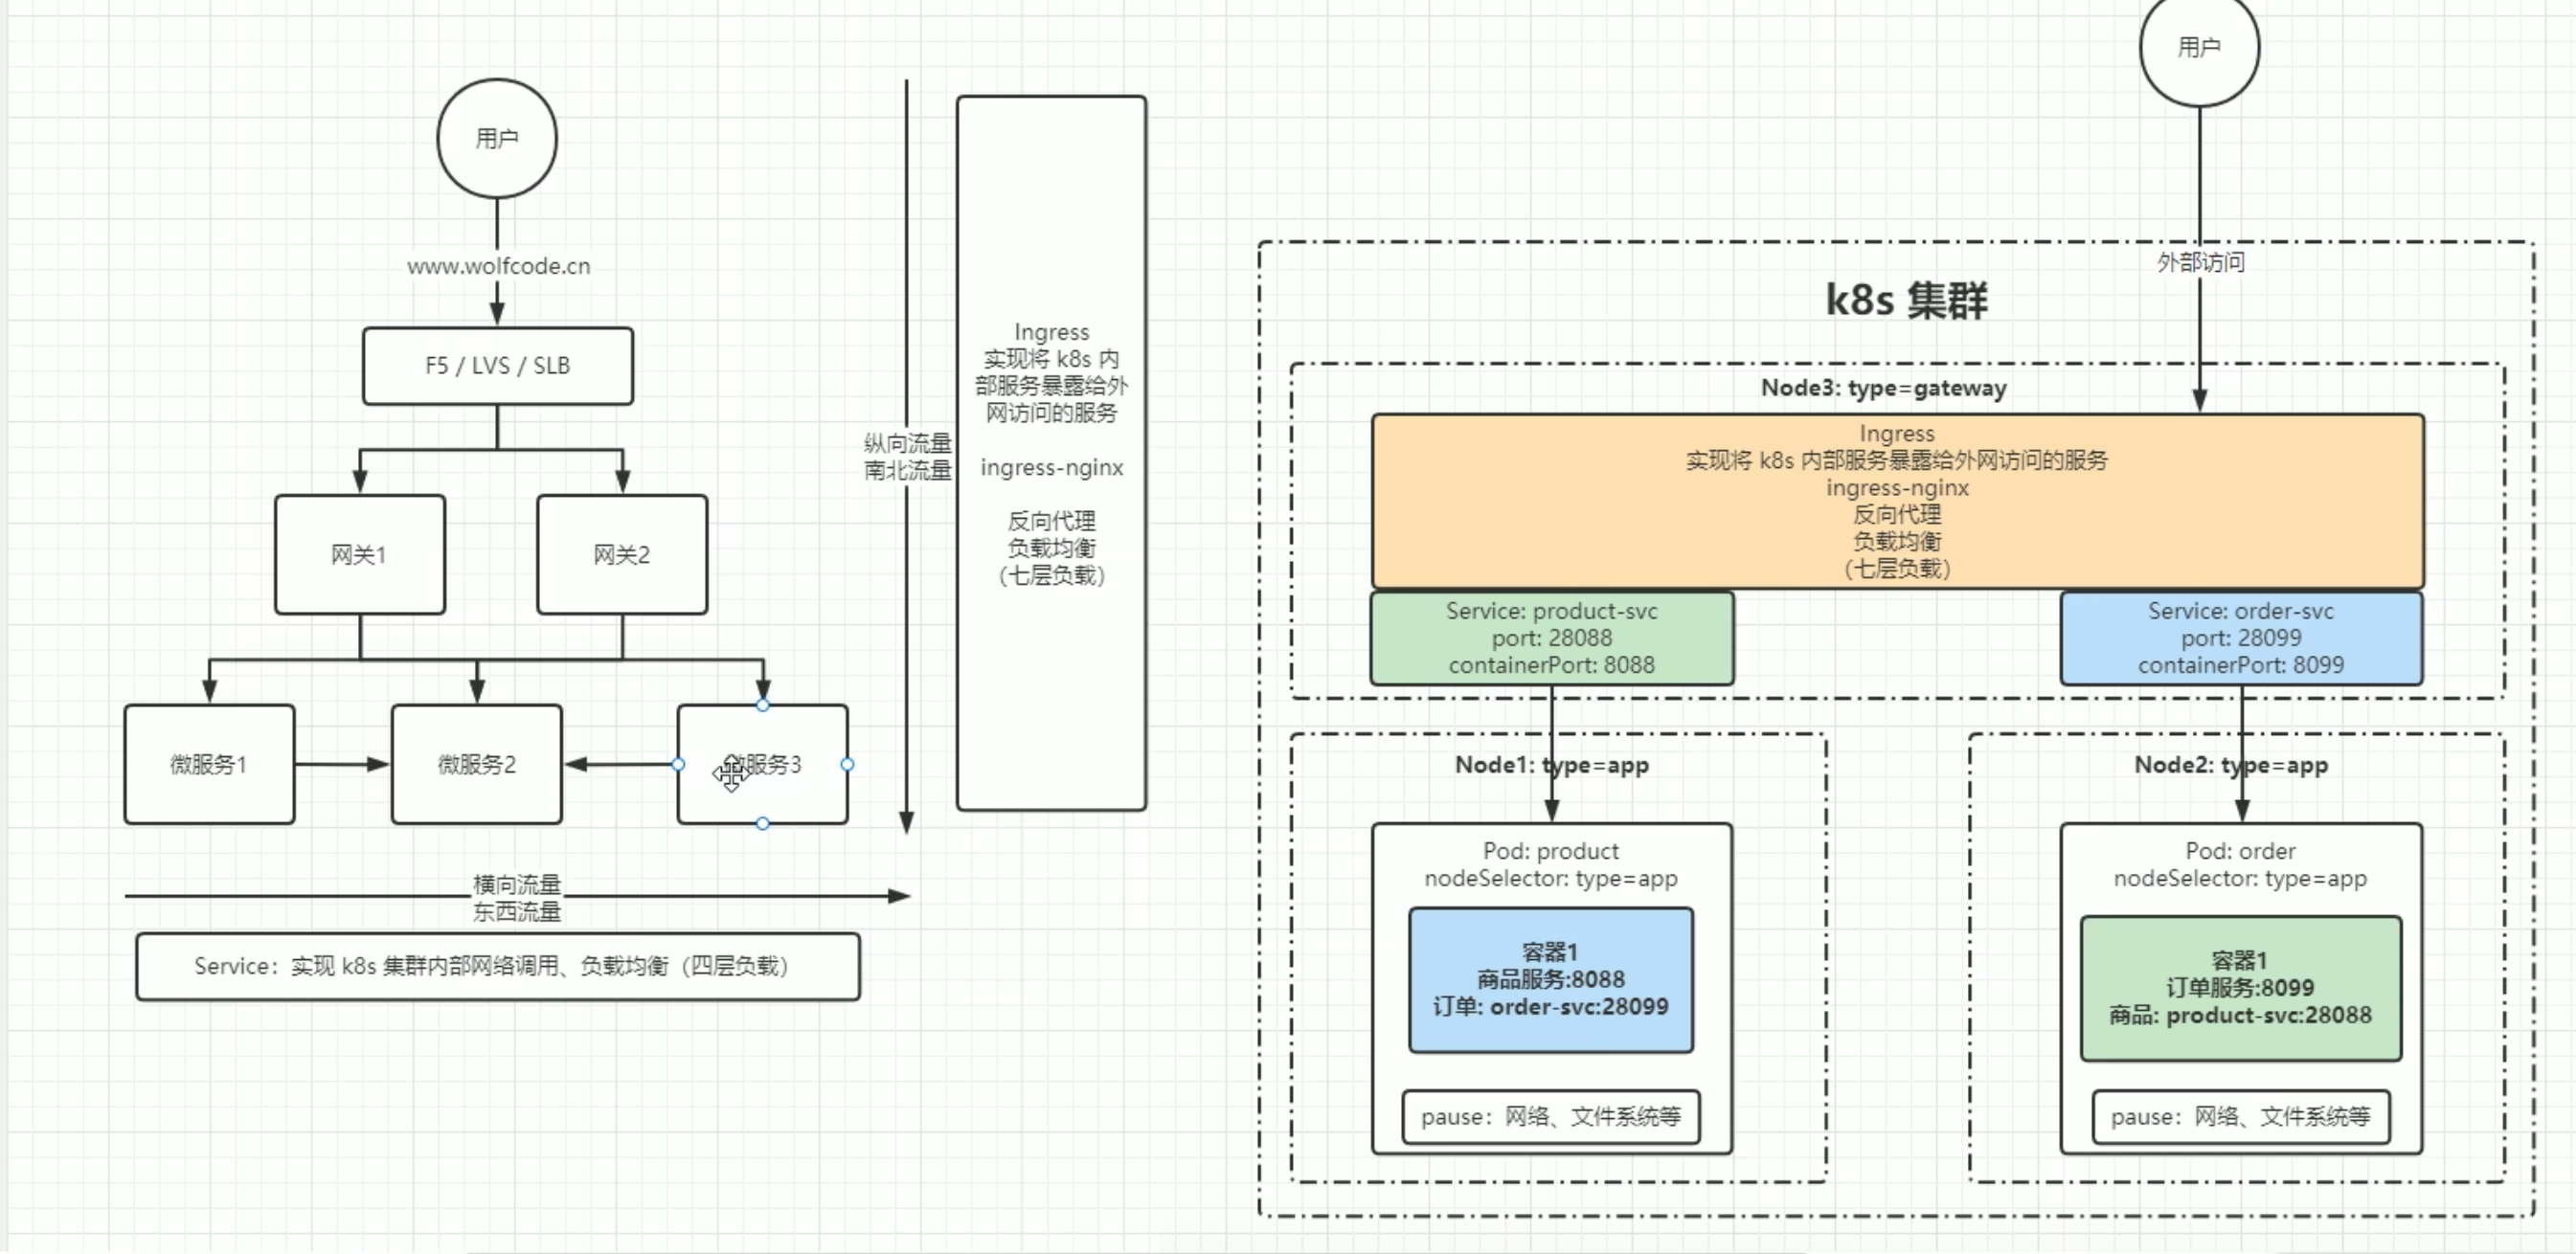 用户
www.wolfcode.cn
F5 / LVS / SLB
网关1
网关2
微服务1
微服务2
服务3
横向流量
东西流量
Service：实现 k8s 集群内部网络调用、负载均衡（四层负载）
纵向流量
南北流量
Ingress
实现将 k8s 内
部服务暴露给外
网访问的服务
ingress-nginx
反向代理
负载均衡
（七层负载）
用户
外部访问
k8s 集群
Node3: type=gateway
Ingress
实现将 k8s 内部服务暴露给外网访问的服务
ingress-nginx
反向代理
负载均衡
（七层负载）
Service: product-svc
port: 28088
containerPort: 8088
Service: order-svc
port: 28099
containerPort: 8099
Node1: type=app
Pod: product
nodeSelector: type=app
容器1
商品服务:8088
订单: order-svc:28099
pause：网络、文件系统等
Node2: type=app
Pod: order
nodeSelector: type=app
容器1
订单服务:8099
商品: product-svc:28088
pause：网络、文件系统等